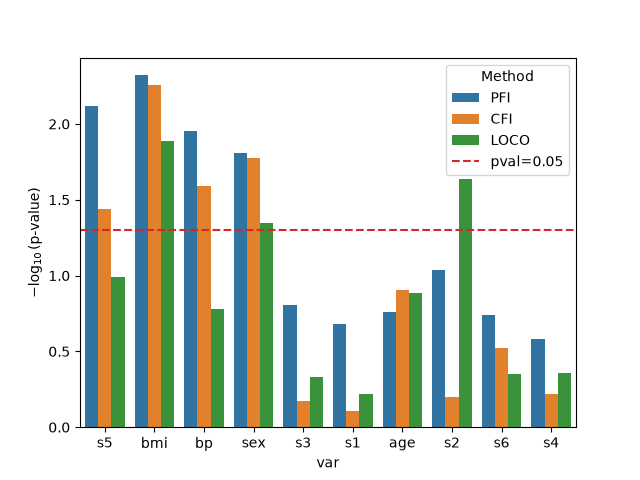 Method
PFI
CFI
LOCO
pval=0.05
−log₁₀(p-value)
2.0
1.5
1.0
0.5
0.0
s5 bmi bp sex s3 s1 age s2 s6 s4
var